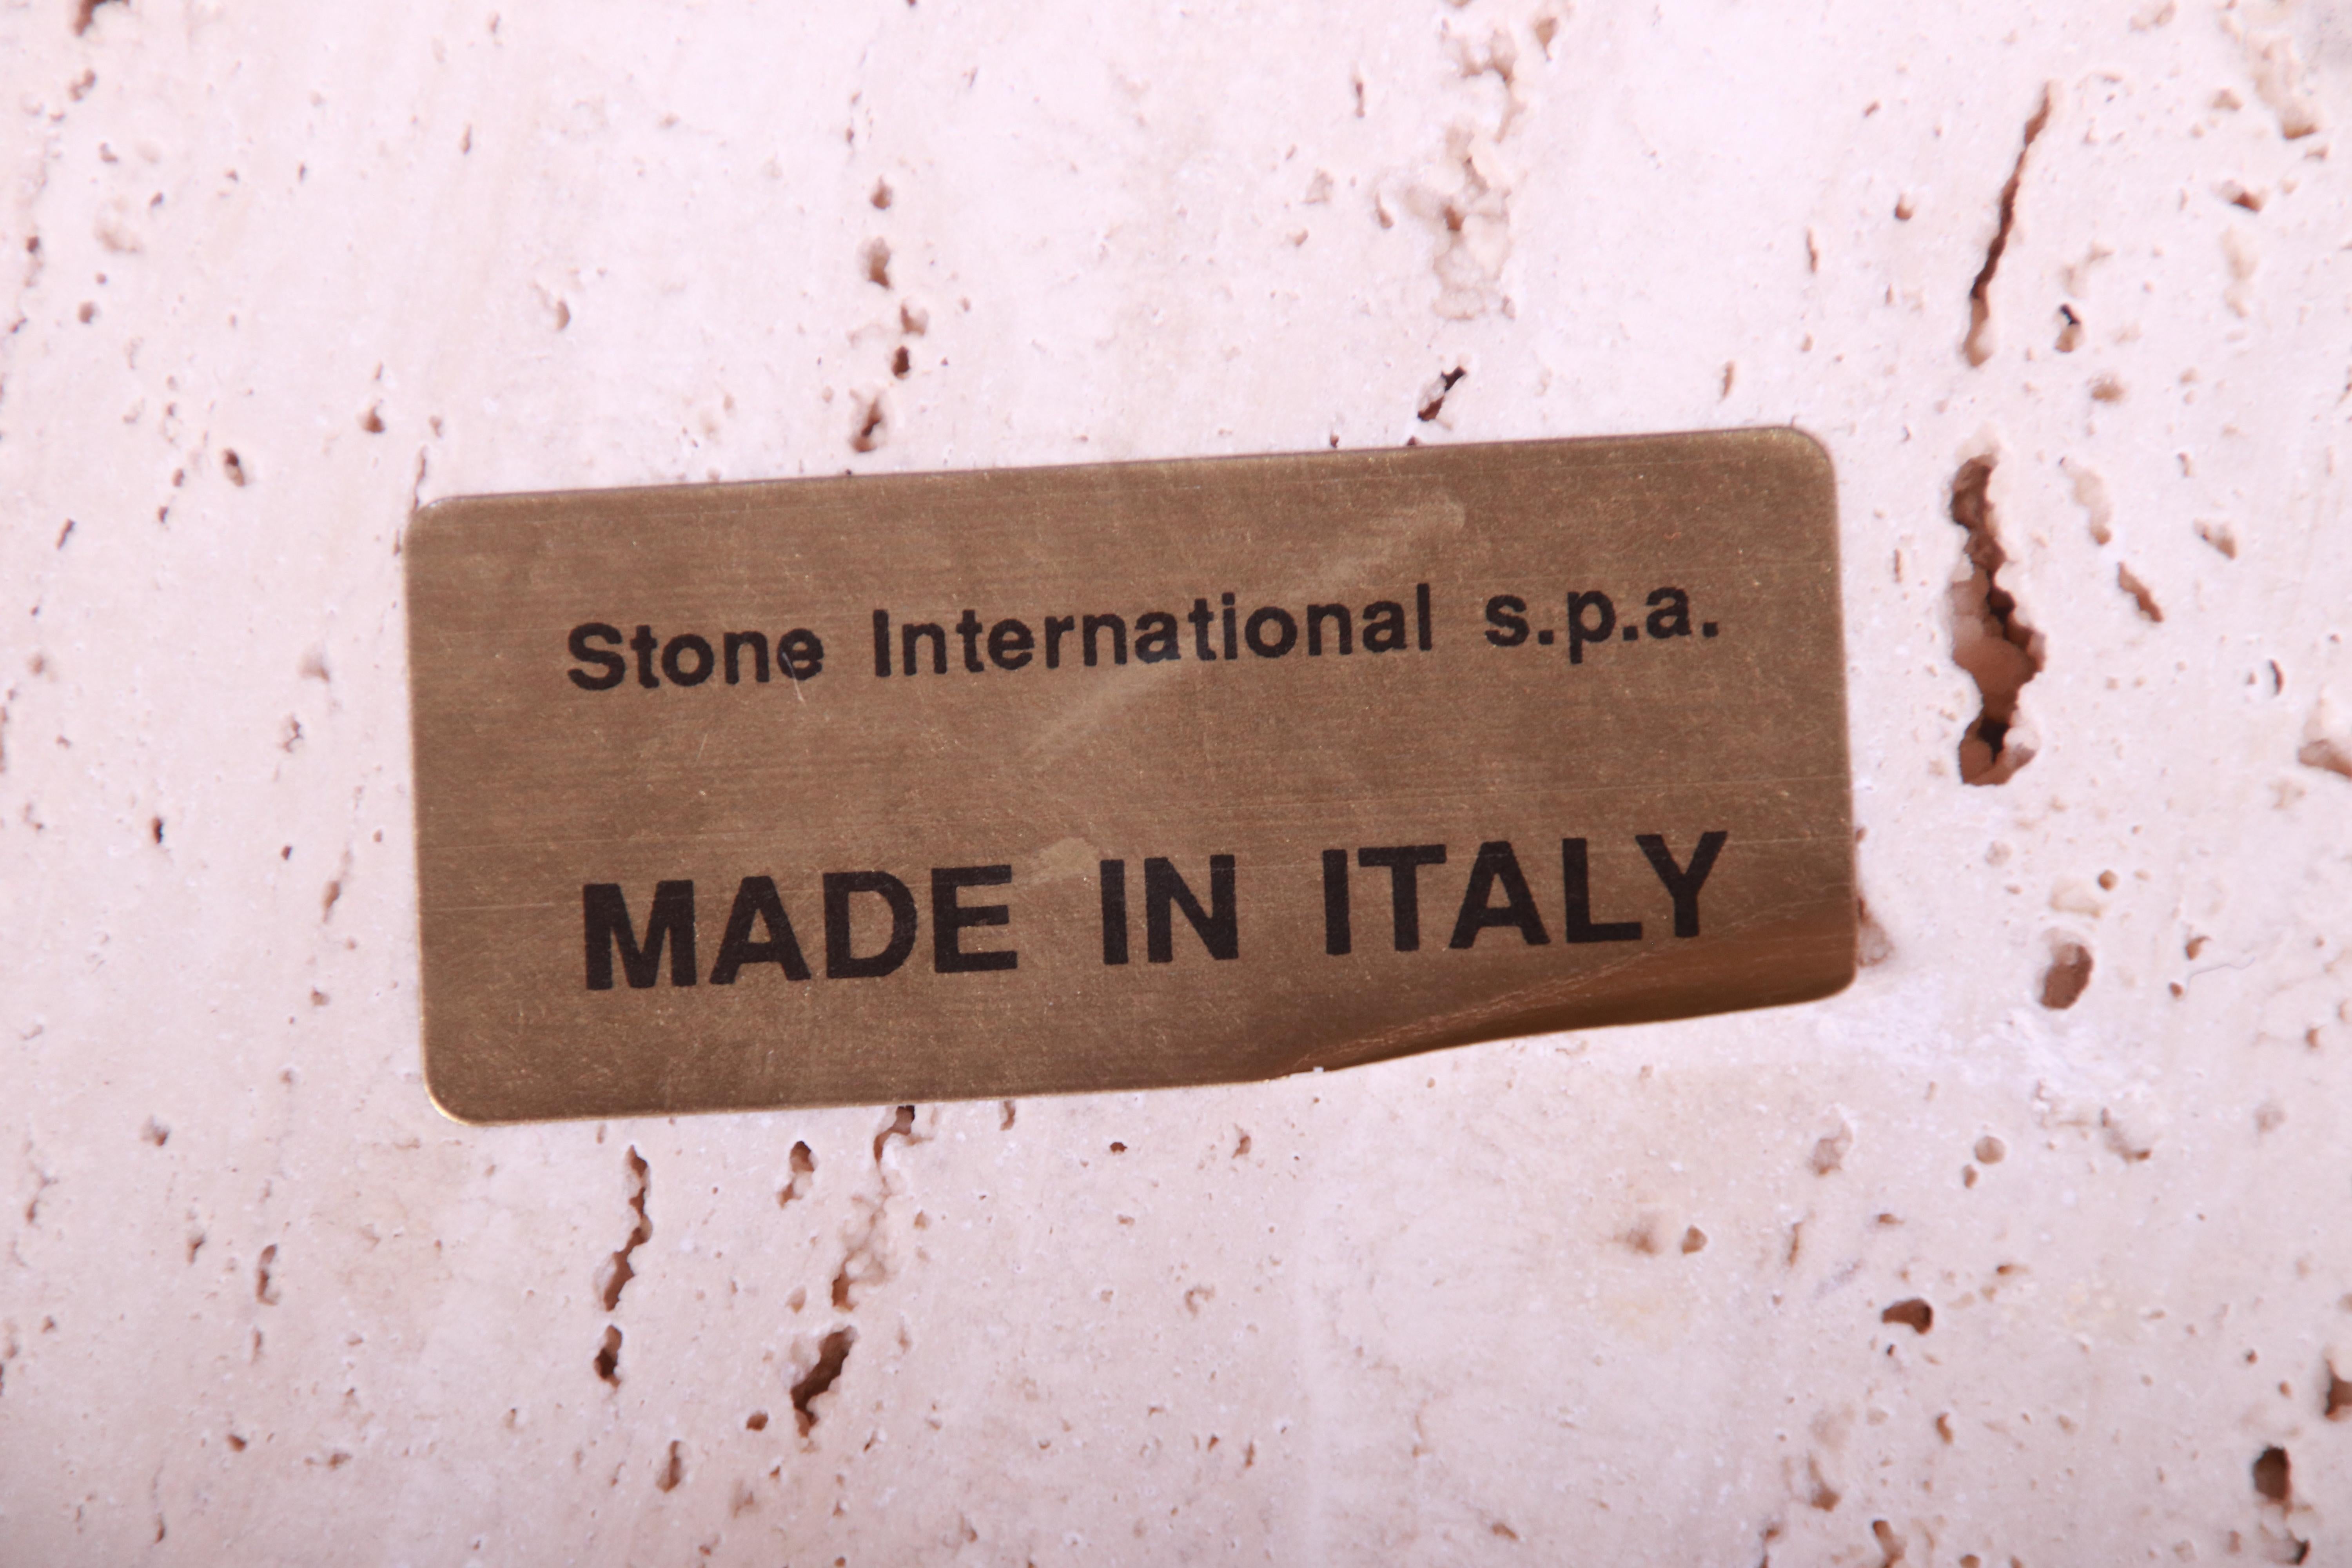 Stone International s.p.a.
MADE IN ITALY